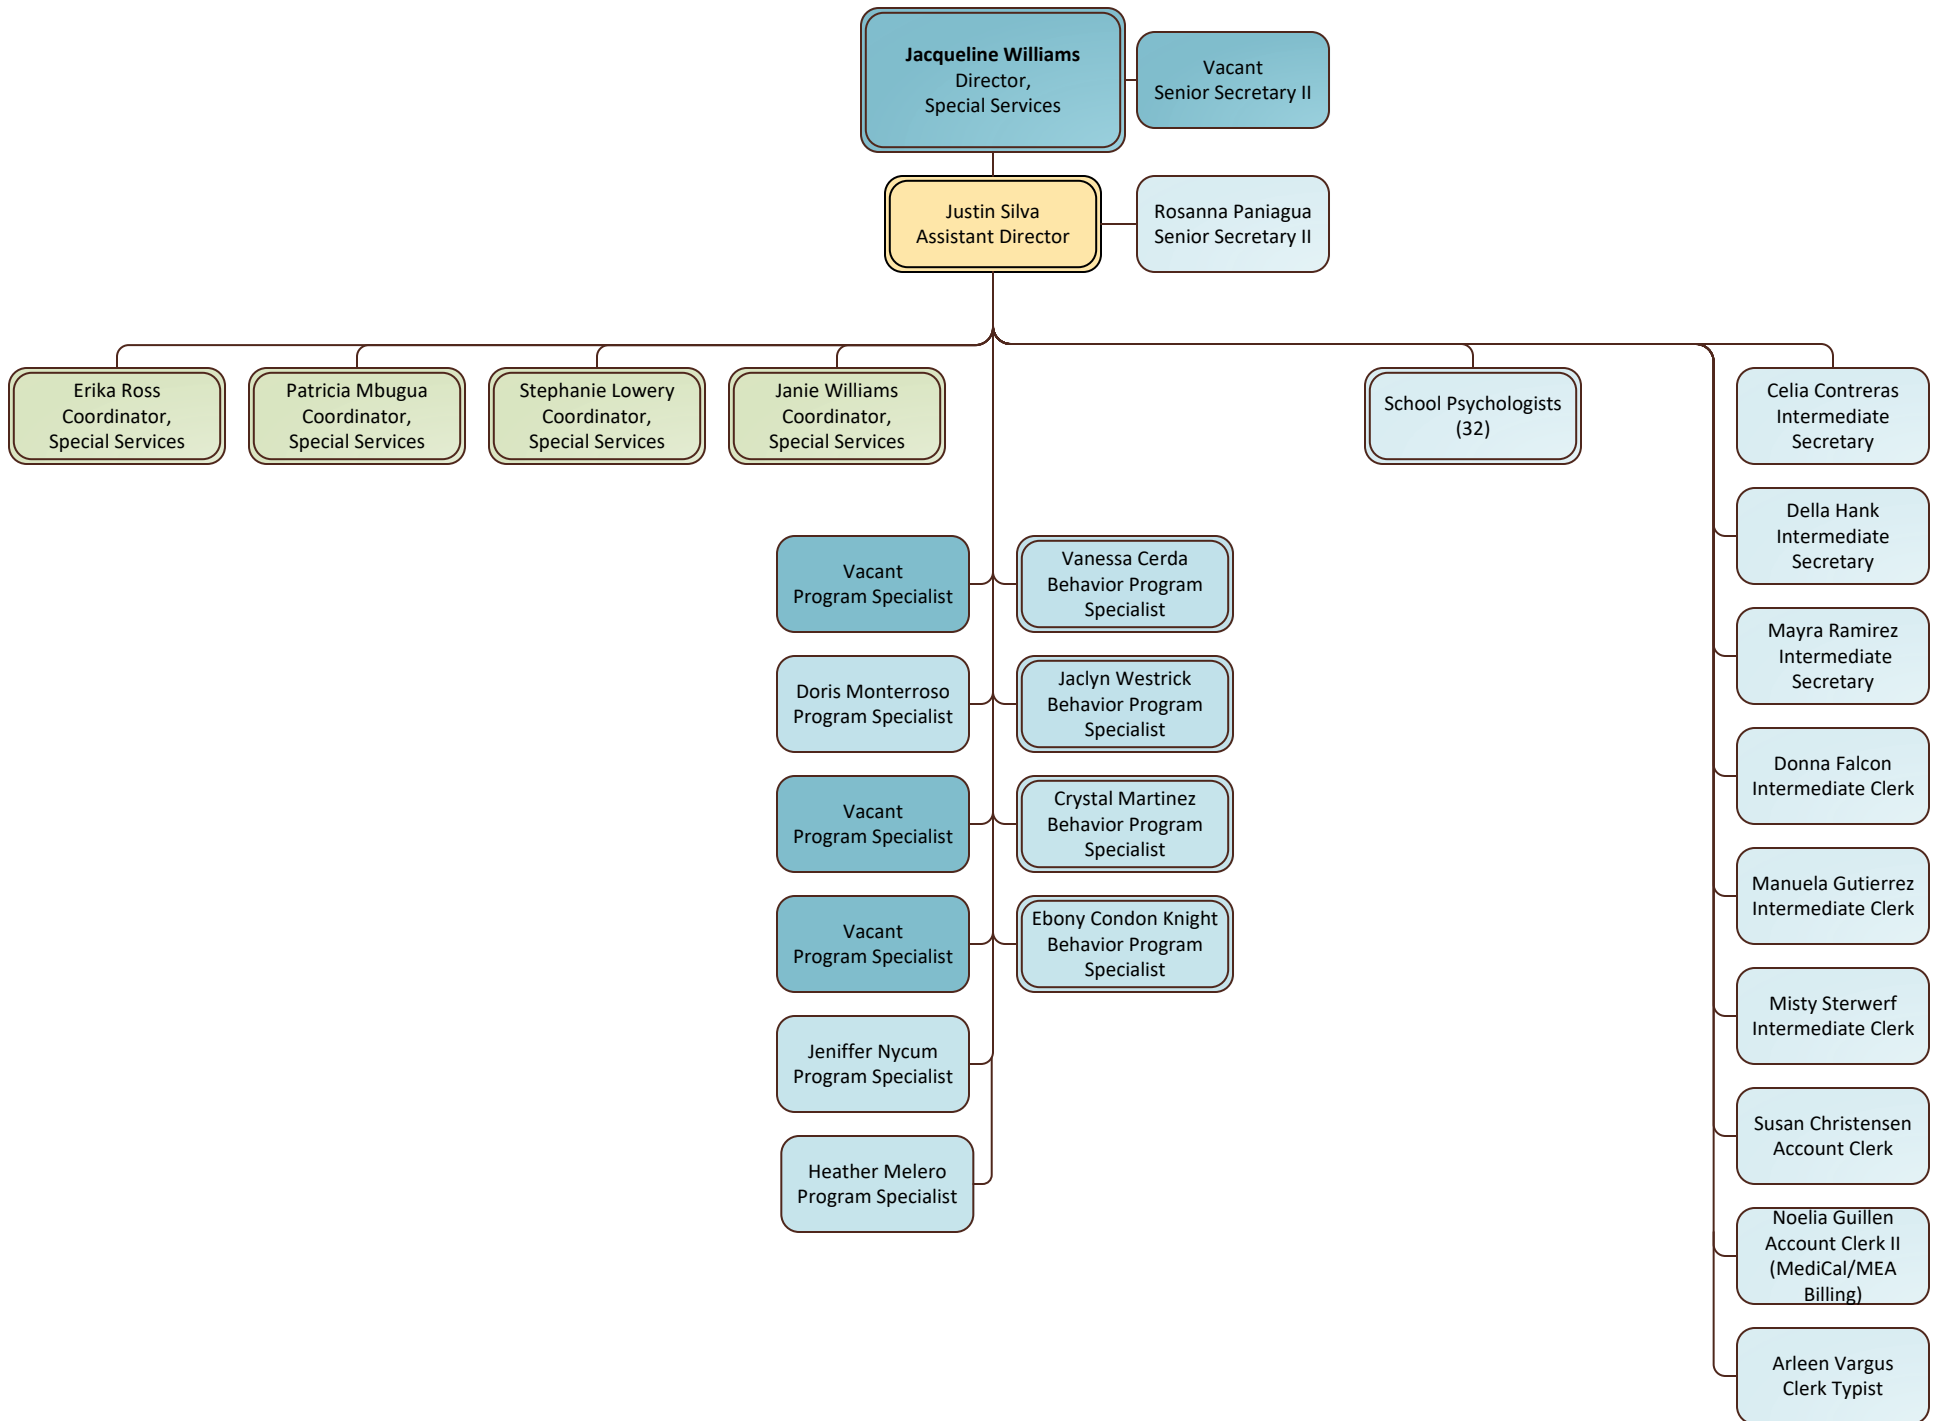 Jacqueline Williams
Director,
Special Services
Vacant
Senior Secretary II
Justin Silva
Assistant Director
Rosanna Paniagua
Senior Secretary II
Erika Ross
Coordinator,
Special Services
Patricia Mbugua
Coordinator,
Special Services
Stephanie Lowery
Coordinator,
Special Services
Janie Williams
Coordinator,
Special Services
School Psychologists
(32)
Celia Contreras
Intermediate
Secretary
Della Hank
Intermediate
Secretary
Vacant
Program Specialist
Vanessa Cerda
Behavior Program
Specialist
Mayra Ramirez
Intermediate
Secretary
Doris Monterroso
Program Specialist
Jaclyn Westrick
Behavior Program
Specialist
Donna Falcon
Intermediate Clerk
Vacant
Program Specialist
Crystal Martinez
Behavior Program
Specialist
Manuela Gutierrez
Intermediate Clerk
Vacant
Program Specialist
Ebony Condon Knight
Behavior Program
Specialist
Misty Sterwerf
Intermediate Clerk
Jeniffer Nycum
Program Specialist
Susan Christensen
Account Clerk
Heather Melero
Program Specialist
Noelia Guillen
Account Clerk II
(MediCal/MEA
Billing)
Arleen Vargus
Clerk Typist